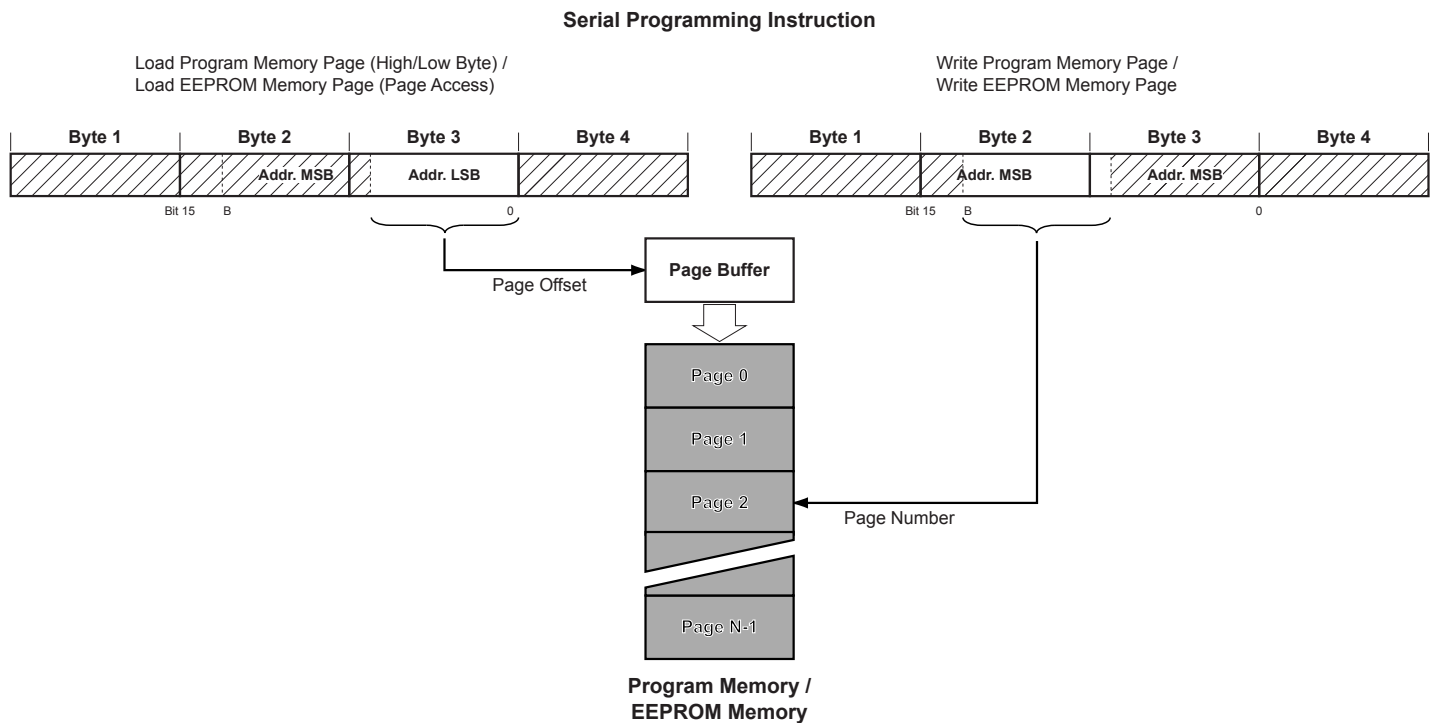 Serial Programming Instruction
Load Program Memory Page (High/Low Byte) /
Load EEPROM Memory Page (Page Access)
Write Program Memory Page /
Write EEPROM Memory Page
Byte 1 Byte 2 Byte 3 Byte 4
Byte 1 Byte 2 Byte 3 Byte 4
Addr. MSB Addr. LSB
Addr. MSB Addr. MSB
Bit 15 B 0
Bit 15 B 0
Page Buffer
Page Offset
Page 0
Page 1
Page 2
Page Number
Page N-1
Program Memory /
EEPROM Memory